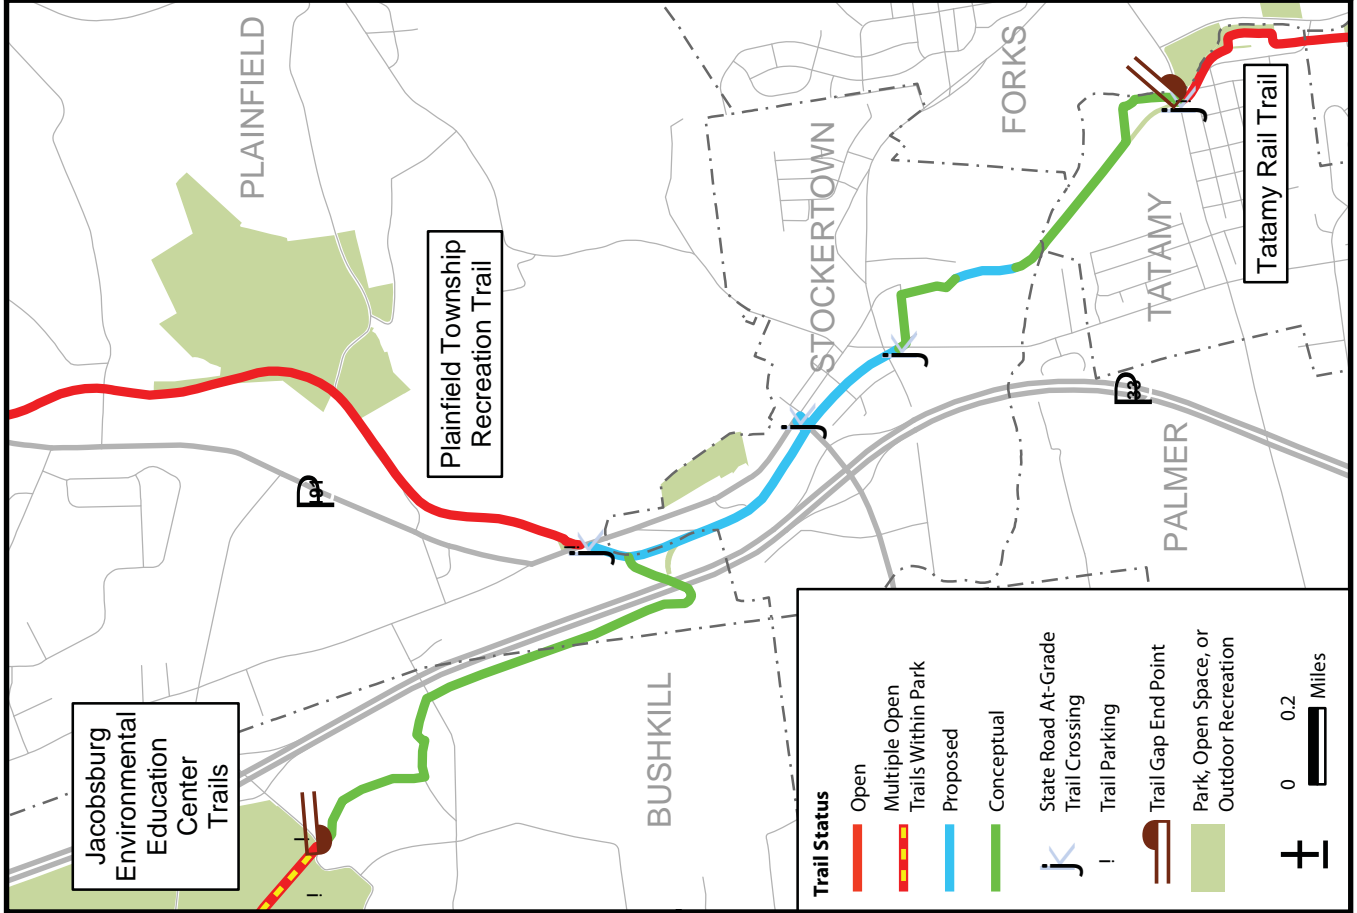 PLAINFIELD
FORKS
STOCKERTOWN
TATAMY
PALMER
BUSHKILL
Plainfield Township
Recreation Trail
Tatamy Rail Trail
Jacobsburg
Environmental
Education
Center
Trails
191
33
Trail Status
Open
Multiple Open
Trails Within Park
Proposed
Conceptual
State Road At-Grade
Trail Crossing
Trail Parking
Trail Gap End Point
Park, Open Space, or
Outdoor Recreation
0 0.2
Miles